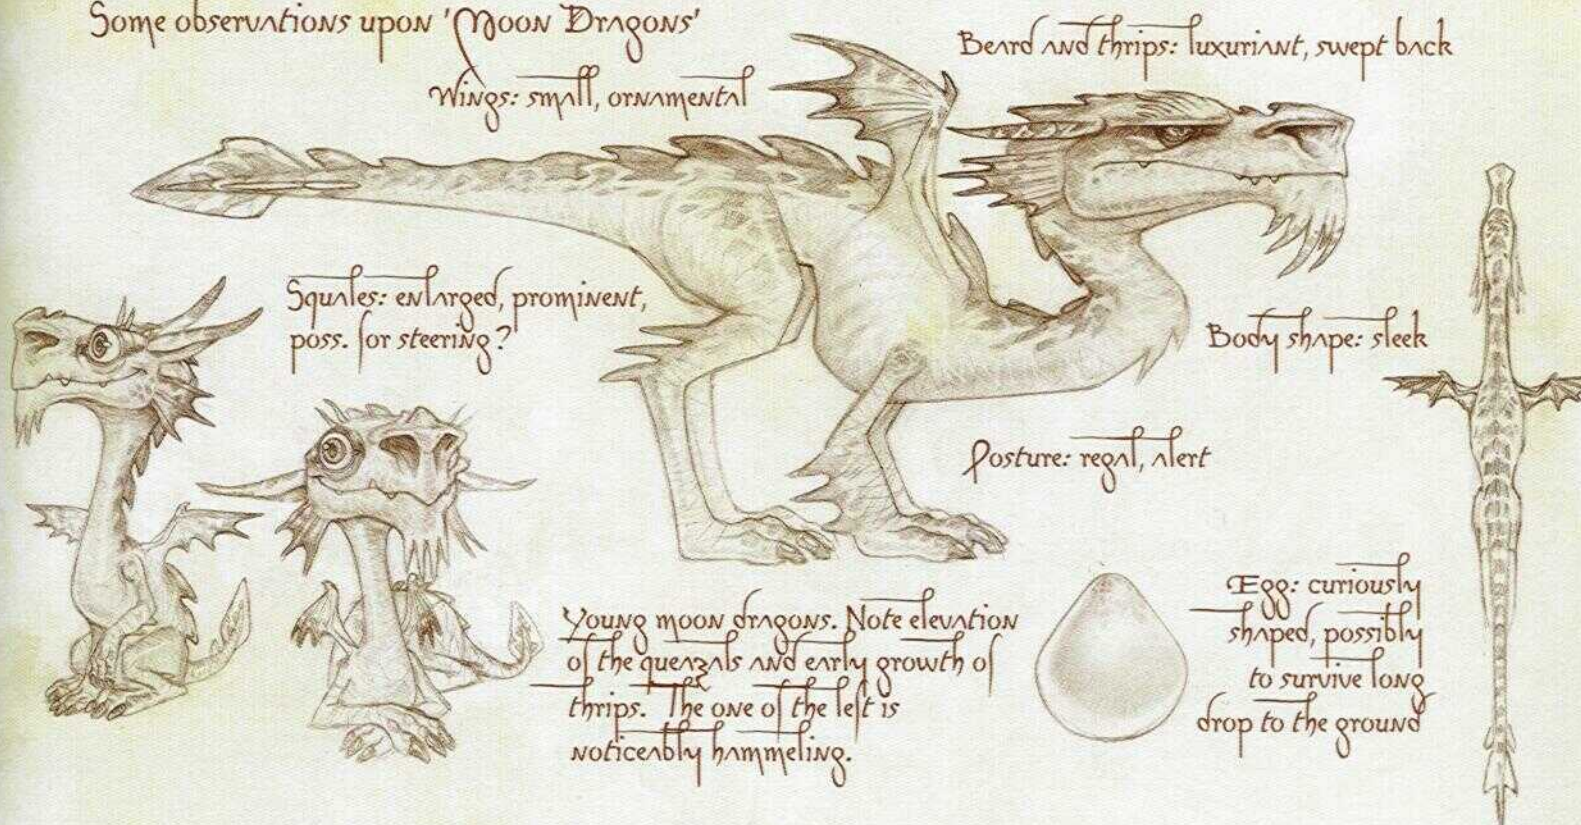 Some observations upon 'Moon Dragons'
Wings: small, ornamental
Beard and thrips: luxuriant, swept back
Squales: enlarged, prominent,
poss. for steering?
Body shape: sleek
Posture: regal, alert
Young moon dragons. Note elevation
of the queazals and early growth of
thrips. The one of the left is
noticeably hammeling.
Egg: curiously
shaped, possibly
to survive long
drop to the ground